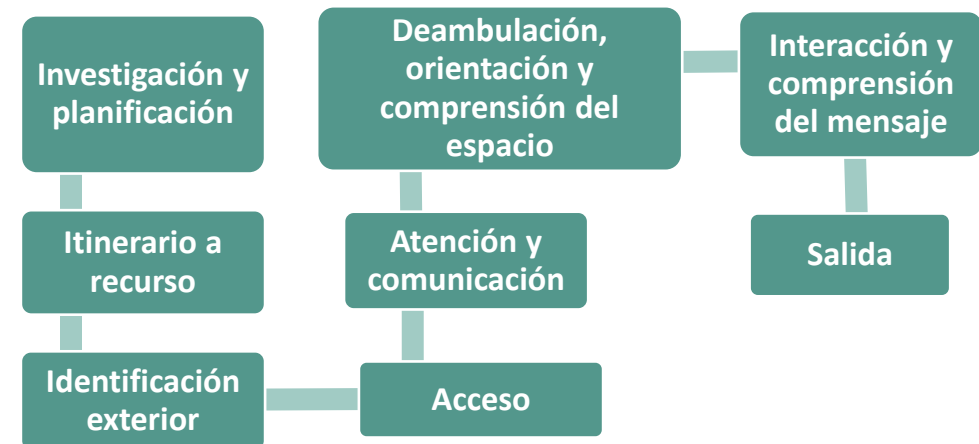 Investigación y
planificación
Itinerario a
recurso
Identificación
exterior
Acceso
Atención y
comunicación
Deambulación,
orientación y
comprensión del
espacio
Interacción y
comprensión
del mensaje
Salida